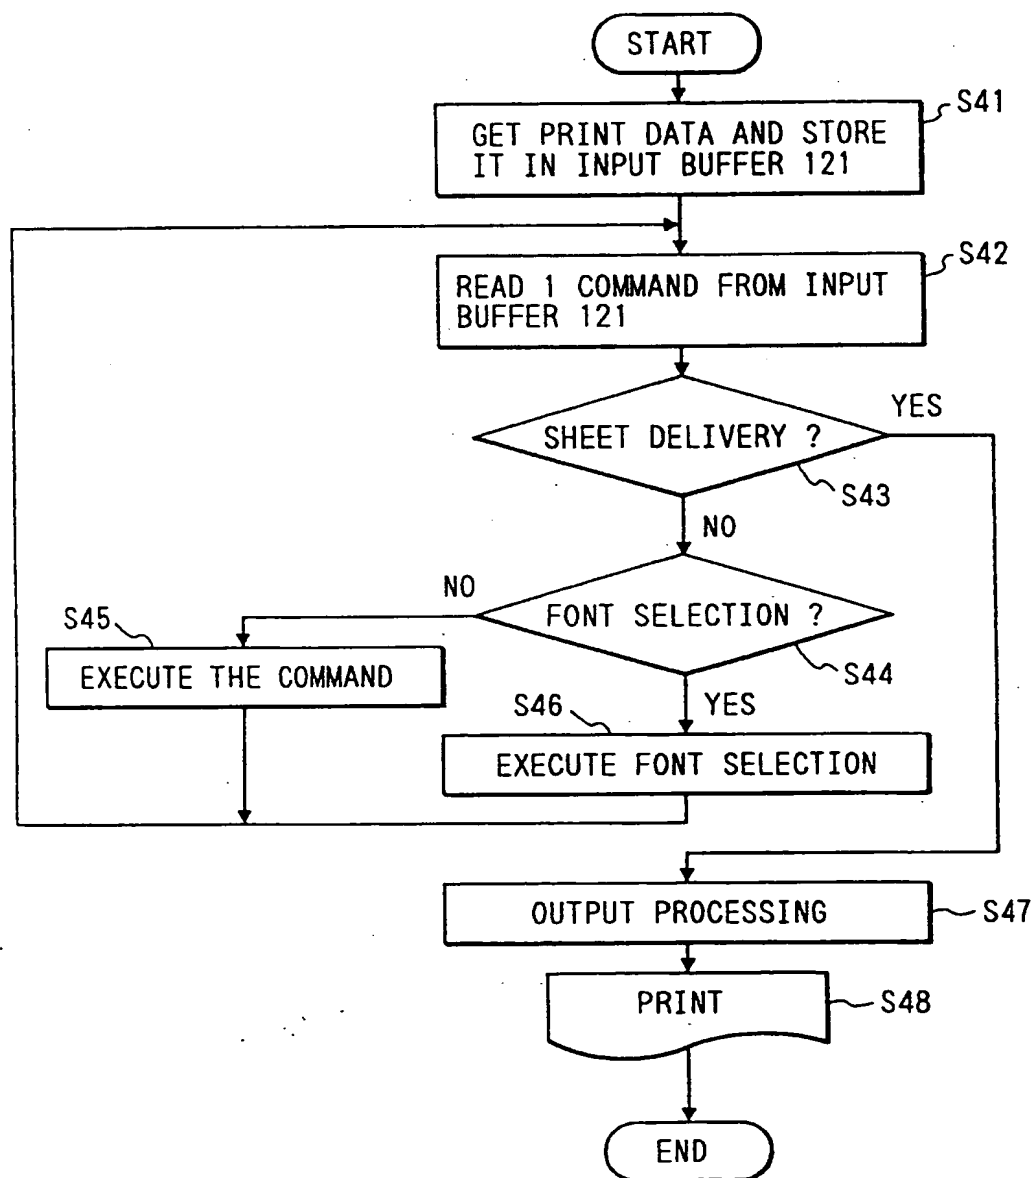 START
S41
GET PRINT DATA AND STORE
IT IN INPUT BUFFER 121
S42
READ 1 COMMAND FROM INPUT
BUFFER 121
YES
SHEET DELIVERY ?
S43
NO
NO
FONT SELECTION ?
S45
S44
EXECUTE THE COMMAND
YES
S46
EXECUTE FONT SELECTION
OUTPUT PROCESSING
S47
PRINT
S48
END